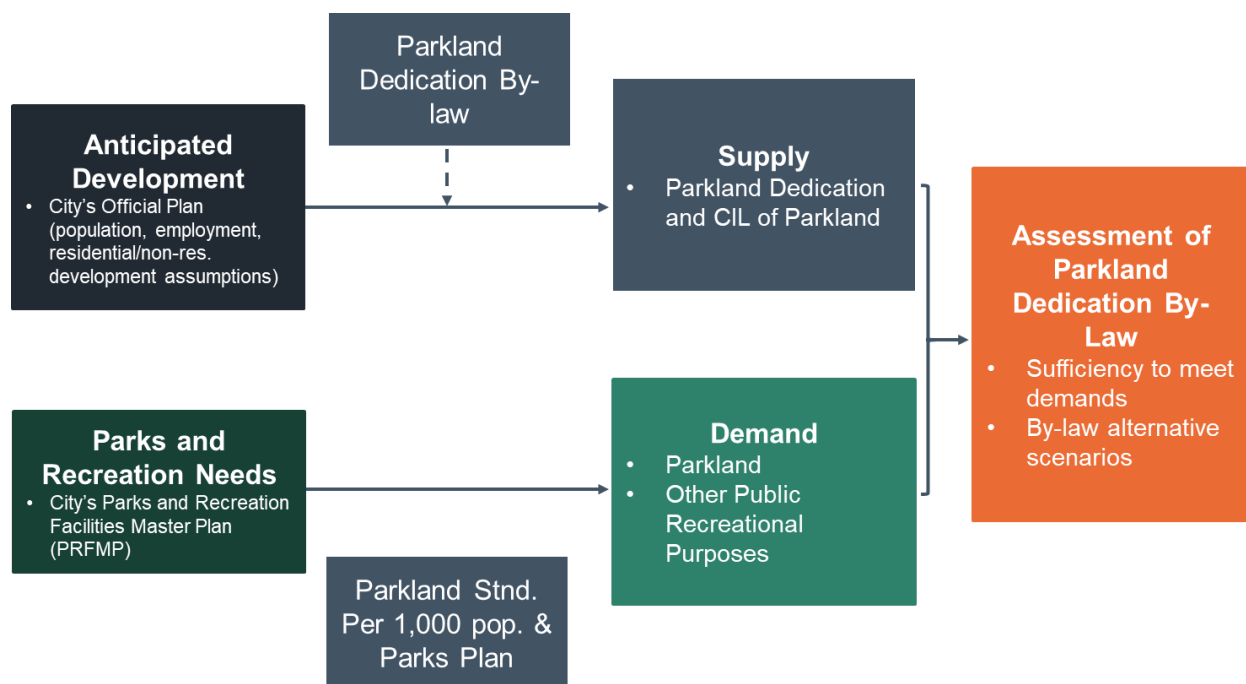 Parkland
Dedication By-
law
Anticipated
Development
• City's Official Plan
(population, employment,
residential/non-res.
development assumptions)
Supply
• Parkland Dedication
and CIL of Parkland
Parks and
Recreation Needs
• City's Parks and Recreation
Facilities Master Plan
(PRFMP)
Parkland Stnd.
Per 1,000 pop. &
Parks Plan
Demand
• Parkland
• Other Public
Recreational
Purposes
Assessment of
Parkland
Dedication By-
Law
• Sufficiency to meet
demands
• By-law alternative
scenarios